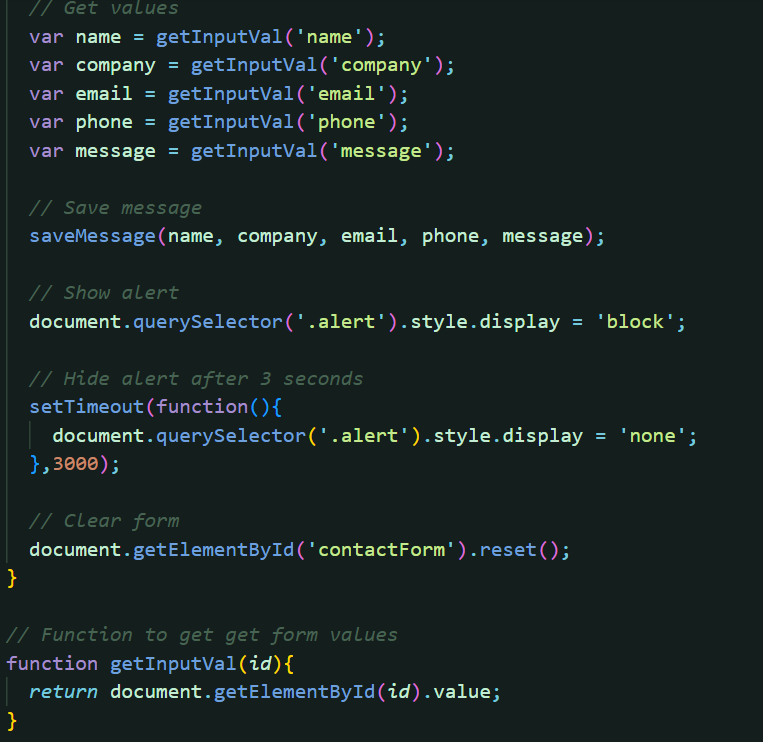 // Get values
var name = getInputVal('name');
var company = getInputVal('company');
var email = getInputVal('email');
var phone = getInputVal('phone');
var message = getInputVal('message');
// Save message
saveMessage(name, company, email, phone, message);
// Show alert
document.querySelector('.alert').style.display = 'block';
// Hide alert after 3 seconds
setTimeout(function(){
document.querySelector('.alert').style.display = 'none';
},3000);
// Clear form
document.getElementById('contactForm').reset();
}
// Function to get get form values
function getInputVal(id){
return document.getElementById(id).value;
}